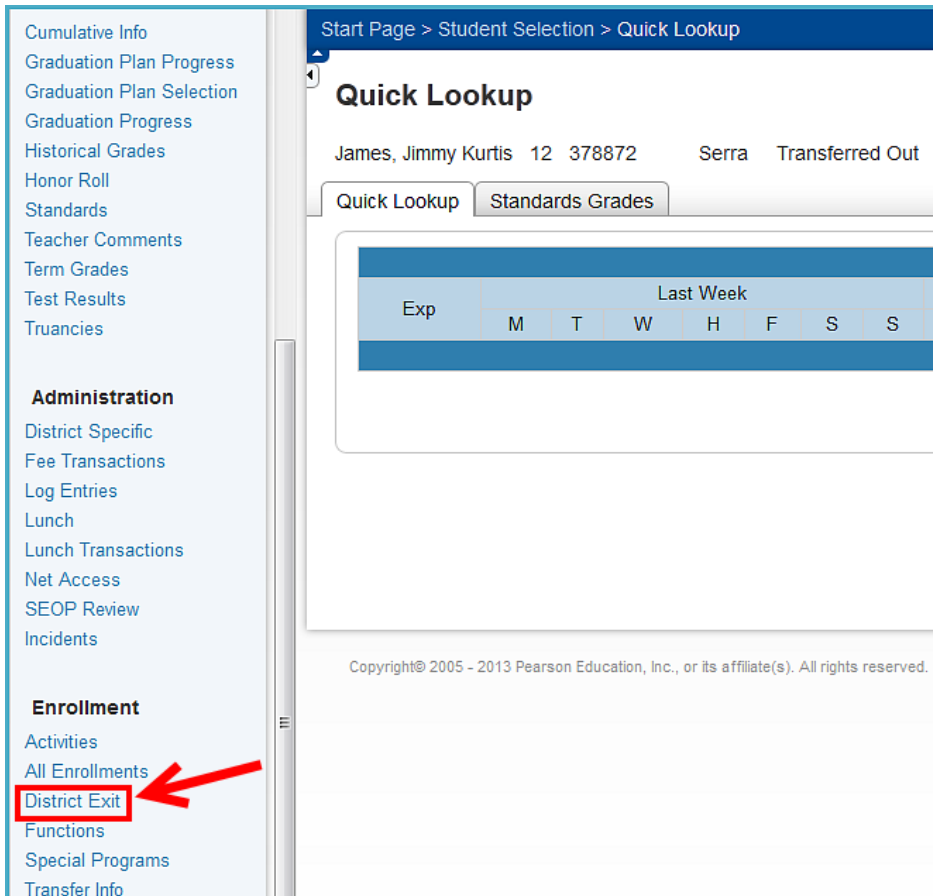 Cumulative Info
Graduation Plan Progress
Graduation Plan Selection
Graduation Progress
Historical Grades
Honor Roll
Standards
Teacher Comments
Term Grades
Test Results
Truancies
Administration
District Specific
Fee Transactions
Log Entries
Lunch
Lunch Transactions
Net Access
SEOP Review
Incidents
Enrollment
Activities
All Enrollments
District Exit
Functions
Special Programs
Transfer Info
Start Page > Student Selection > Quick Lookup
Quick Lookup
James, Jimmy Kurtis 12 378872 Serra Transferred Out
Quick Lookup Standards Grades
Exp Last Week
M T W H F S S
Copyright© 2005 - 2013 Pearson Education, Inc., or its affiliate(s). All rights reserved.